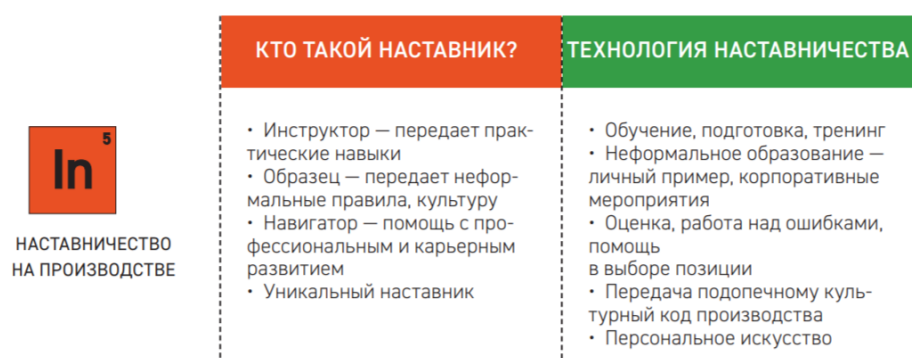 КТО ТАКОЙ НАСТАВНИК?
ТЕХНОЛОГИЯ НАСТАВНИЧЕСТВА
5
In
НАСТАВНИЧЕСТВО
НА ПРОИЗВОДСТВЕ
• Инструктор — передает прак-
тические навыки
• Образец — передает нефор-
мальные правила, культуру
• Навигатор — помощь с про-
фессиональным и карьерным
развитием
• Уникальный наставник
• Обучение, подготовка, тренинг
• Неформальное образование —
личный пример, корпоративные
мероприятия
• Оценка, работа над ошибками,
помощь
в выборе позиции
• Передача подопечному куль-
турный код производства
• Персональное искусство